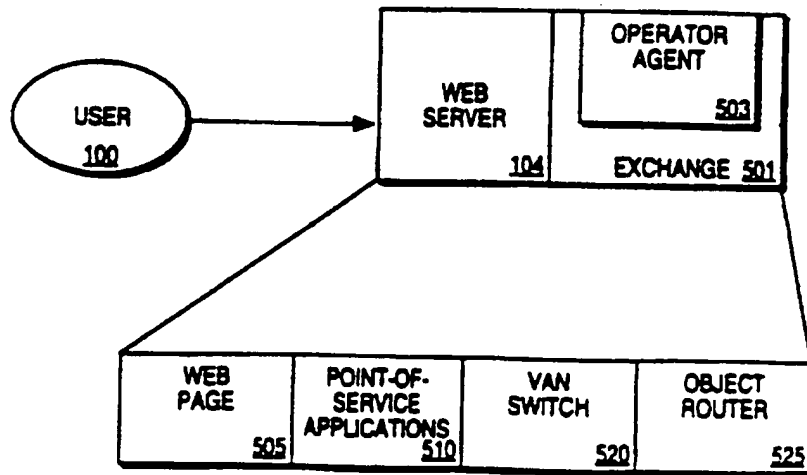 USER
100
WEB
SERVER
104
OPERATOR
AGENT
503
EXCHANGE 501
WEB
PAGE
505
POINT-OF-
SERVICE
APPLICATIONS 510
VAN
SWITCH
520
OBJECT
ROUTER
525